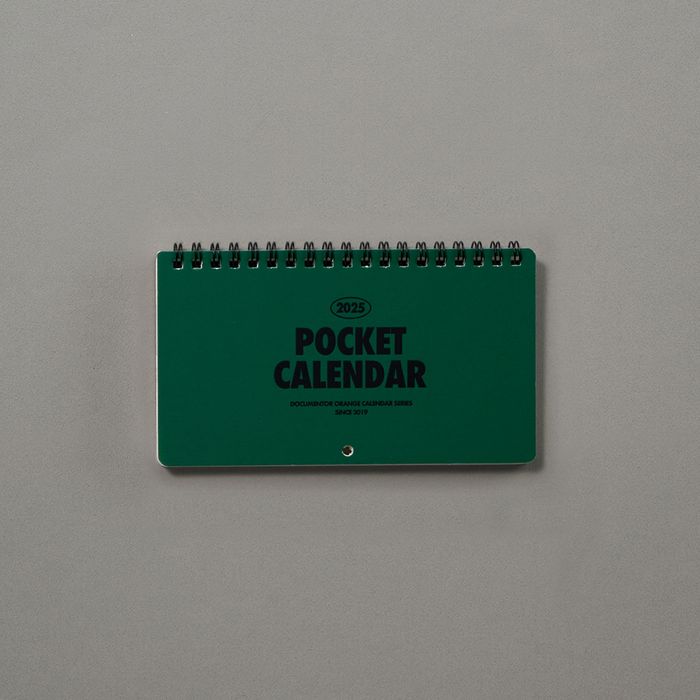 2025
POCKET
CALENDAR
DOCUMENTOR ORANGE CALENDAR SERIES
SINCE 2019